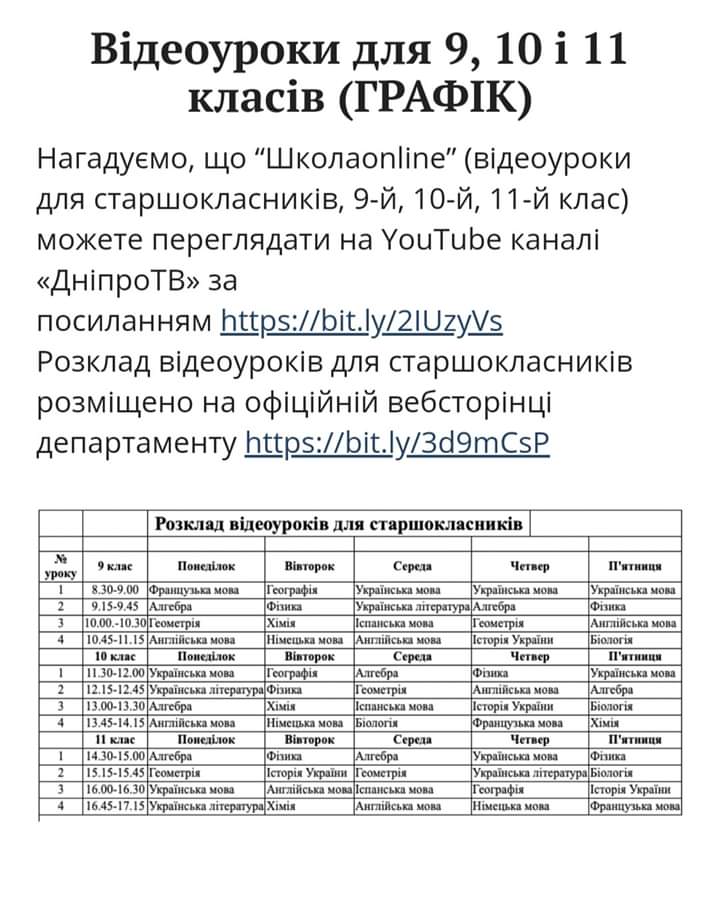 Відеоуроки для 9, 10 і 11
класів (ГРАФІК)
Нагадуємо, що “Школаonline” (відеоуроки
для старшокласників, 9-й, 10-й, 11-й клас)
можете переглядати на YouTube каналі
«ДніпроТВ» за
посиланням https://bit.ly/2IUzyVs
Розклад відеоуроків для старшокласників
розміщено на офіційній вебсторінці
департаменту https://bit.ly/3d9mCsP
Розклад відеоуроків для старшокласників
№ уроку 9 клас Понеділок Вівторок Середа Четвер П'ятниця
1 8.30-9.00 Французька мова Географія Українська мова Українська мова Українська мова
2 9.15-9.45 Алгебра Фізика Українська література Алгебра Фізика
3 10.00.-10.30 Геометрія Хімія Іспанська мова Геометрія Англійська мова
4 10.45-11.15 Англійська мова Німецька мова Англійська мова Історія України Біологія
10 клас Понеділок Вівторок Середа Четвер П'ятниця
1 11.30-12.00 Українська мова Географія Алгебра Фізика Українська мова
2 12.15-12.45 Українська література Фізика Геометрія Англійська мова Алгебра
3 13.00-13.30 Алгебра Хімія Іспанська мова Історія України Біологія
4 13.45-14.15 Англійська мова Німецька мова Біологія Французька мова Хімія
11 клас Понеділок Вівторок Середа Четвер П'ятниця
1 14.30-15.00 Алгебра Фізика Алгебра Українська мова Фізика
2 15.15-15.45 Геометрія Історія України Геометрія Українська література Біологія
3 16.00-16.30 Українська мова Англійська мова Іспанська мова Географія Історія України
4 16.45-17.15 Українська література Хімія Англійська мова Німецька мова Французька мова